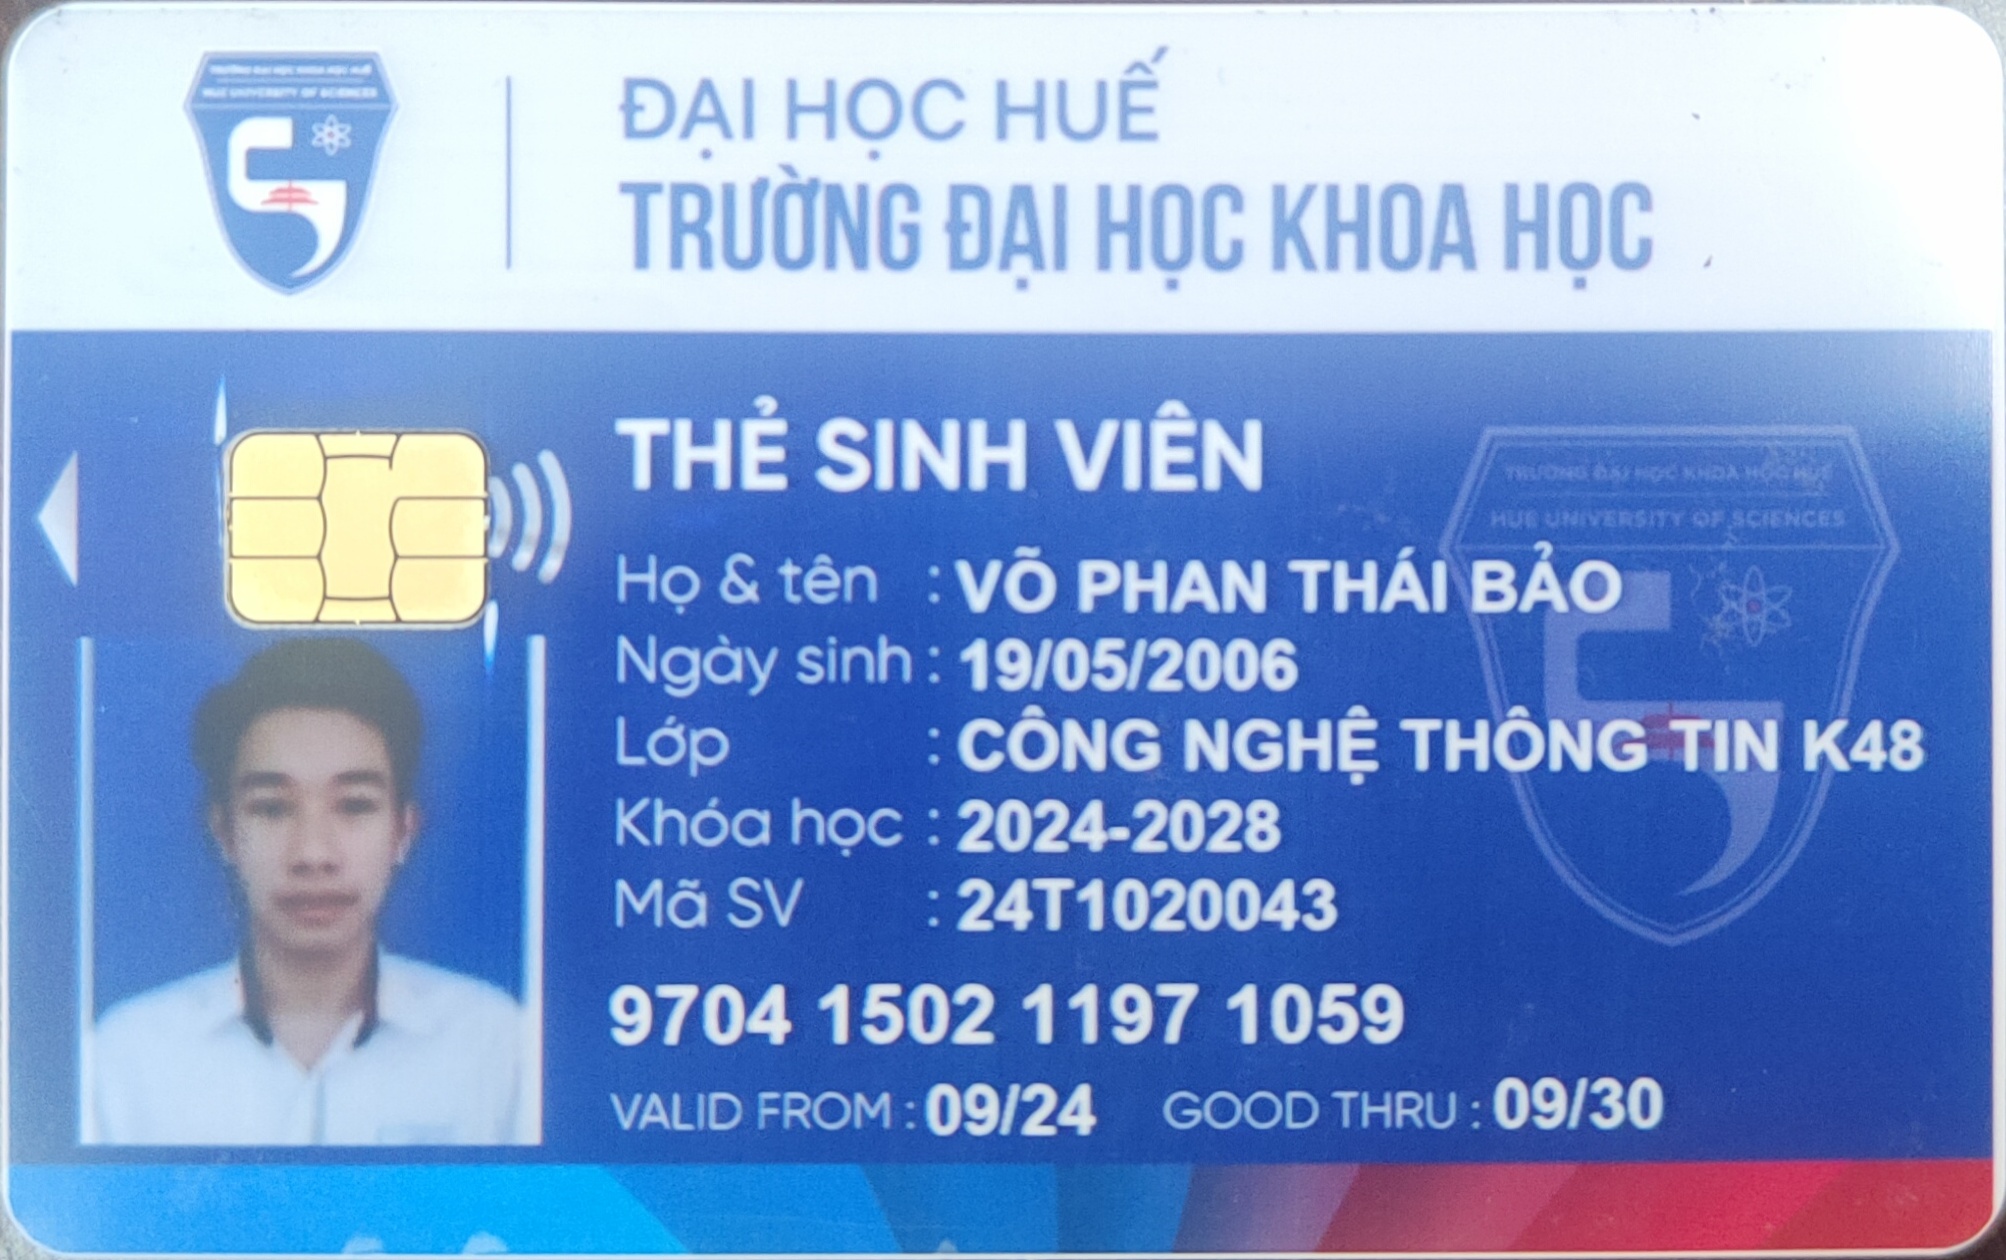 TRƯỜNG ĐẠI HỌC KHOA HỌC HUẾ
HUE UNIVERSITY OF SCIENCES
ĐẠI HỌC HUẾ
TRƯỜNG ĐẠI HỌC KHOA HỌC
THẺ SINH VIÊN
TRƯỜNG ĐẠI HỌC KHOA HỌC HUẾ
HUE UNIVERSITY OF SCIENCES
Họ & tên : VÕ PHAN THÁI BẢO
Ngày sinh : 19/05/2006
Lớp : CÔNG NGHỆ THÔNG TIN K48
Khóa học : 2024-2028
Mã SV : 24T1020043
9704 1502 1197 1059
VALID FROM : 09/24 GOOD THRU : 09/30